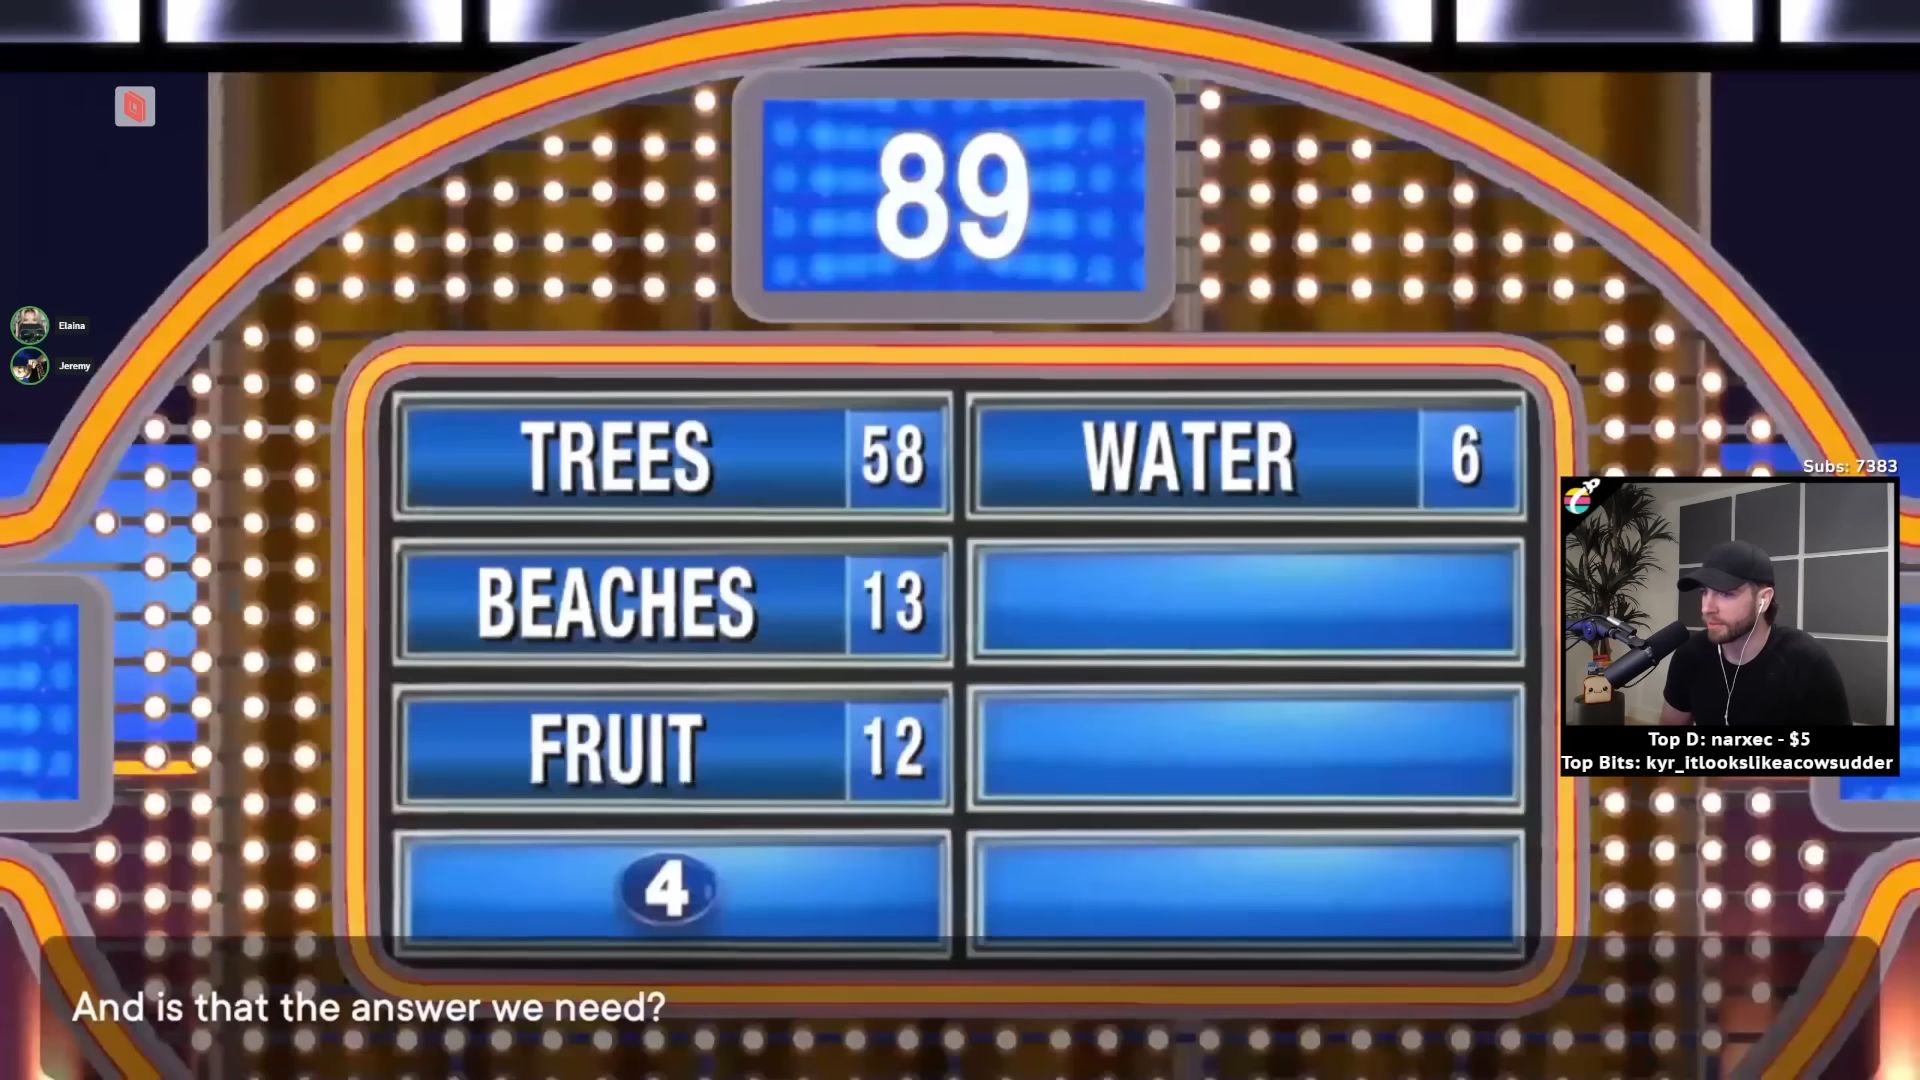 89
Elaina
Jeremy
TREES 58
WATER 6
BEACHES 13
FRUIT 12
4
Subs: 7383
Top D: narxec - $5
Top Bits: kyr_itlookslikeacowsudder
And is that the answer we need?